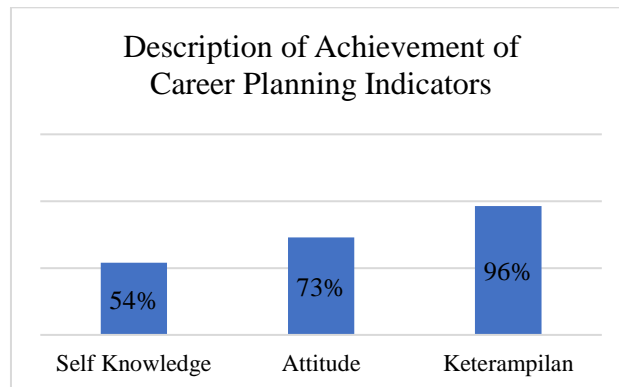 Description of Achievement of
Career Planning Indicators
54%
73%
96%
Self Knowledge
Attitude
Keterampilan